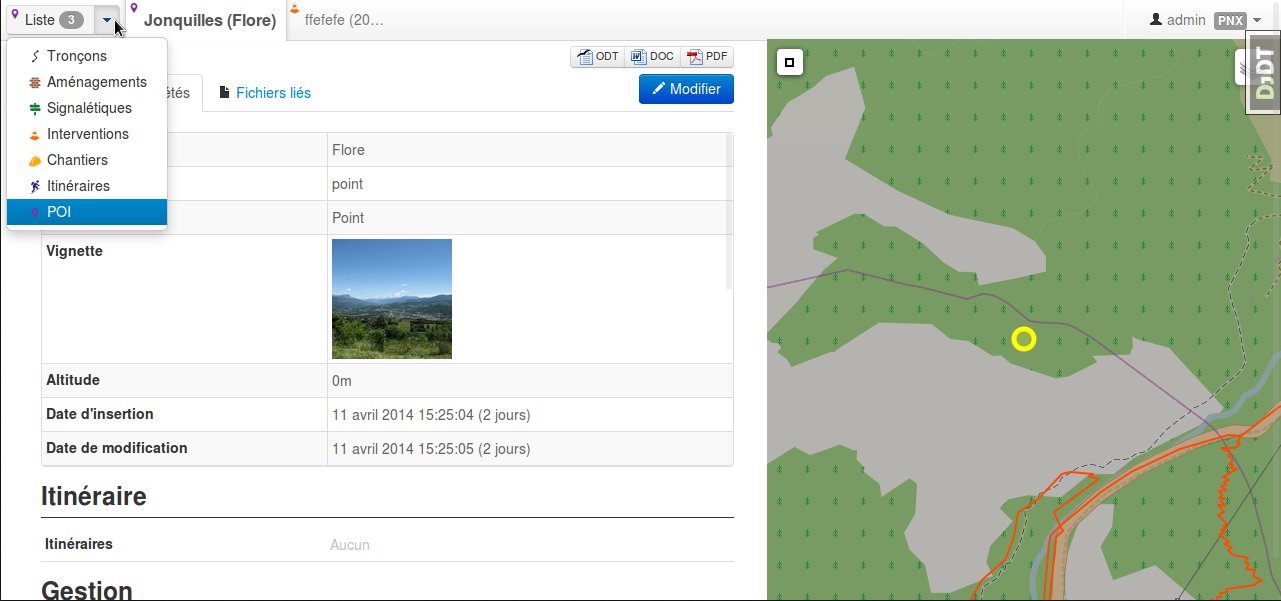 Liste 3
Jonquilles (Flore)
ffefefe (20...
admin PNX
Tronçons
Aménagements
Signalétiques
Interventions
Chantiers
Itinéraires
POI
ODT DOC PDF
étés
Fichiers liés
Modifier
Flore
point
Point
Vignette
Altitude 0m
Date d'insertion 11 avril 2014 15:25:04 (2 jours)
Date de modification 11 avril 2014 15:25:05 (2 jours)
Itinéraire
Itinéraires Aucun
Gestion
DJDT